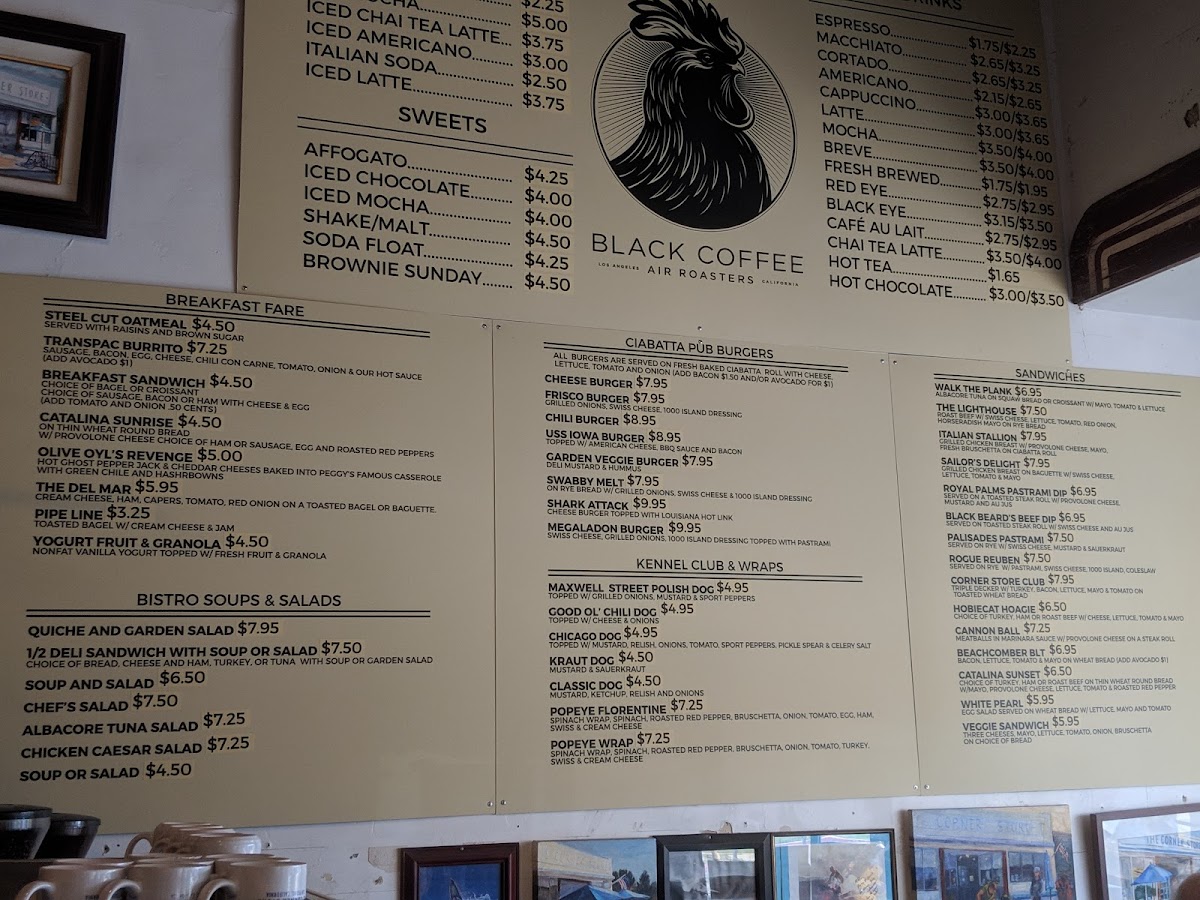 $2.25
ICED CHAI TEA LATTE... $5.00
ICED AMERICANO............ $3.75
ITALIAN SODA................. $3.00
ICED LATTE..................... $2.50
$3.75
SWEETS
AFFOGATO..................... $4.25
ICED CHOCOLATE.......... $4.00
ICED MOCHA.................. $4.00
SHAKE/MALT.................. $4.50
SODA FLOAT................... $4.25
BROWNIE SUNDAY........ $4.50
BLACK COFFEE
LOS ANGELES AIR ROASTERS CALIFORNIA
DRINKS
ESPRESSO.................. $1.75/$2.25
MACCHIATO............... $2.65/$3.25
CORTADO................... $2.65/$3.25
AMERICANO............... $2.15/$2.65
CAPPUCCINO............. $3.00/$3.65
LATTE......................... $3.00/$3.65
MOCHA....................... $3.50/$4.00
BREVE......................... $3.50/$4.00
FRESH BREWED.......... $1.75/$1.95
RED EYE...................... $2.75/$2.95
BLACK EYE.................. $3.15/$3.50
CAFÉ AU LAIT.............. $2.75/$2.95
CHAI TEA LATTE.......... $3.50/$4.00
HOT TEA...................... $1.65
HOT CHOCOLATE......... $3.00/$3.50
BREAKFAST FARE
STEEL CUT OATMEAL $4.50
SERVED WITH RAISINS AND BROWN SUGAR
TRANSPAC BURRITO $7.25
SAUSAGE, BACON, EGG, CHEESE, CHILI CON CARNE, TOMATO, ONION & OUR HOT SAUCE
(ADD AVOCADO $1)
BREAKFAST SANDWICH $4.50
CHOICE OF BAGEL OR CROISSANT
CHOICE OF SAUSAGE, BACON OR HAM WITH CHEESE & EGG
(ADD TOMATO AND ONION .50 CENTS)
CATALINA SUNRISE $4.50
ON THIN WHEAT ROUND BREAD
W/ PROVOLONE CHEESE CHOICE OF HAM OR SAUSAGE, EGG AND ROASTED RED PEPPERS
OLIVE OYL'S REVENGE $5.00
HOT GHOST PEPPER JACK & CHEDDAR CHEESES BAKED INTO PEGGY'S FAMOUS CASSEROLE
WITH GREEN CHILE AND HASHRBOWNS
THE DEL MAR $5.95
CREAM CHEESE, HAM, CAPERS, TOMATO, RED ONION ON A TOASTED BAGEL OR BAGUETTE.
PIPE LINE $3.25
TOASTED BAGEL W/ CREAM CHEESE & JAM
YOGURT FRUIT & GRANOLA $4.50
NONFAT VANILLA YOGURT TOPPED W/ FRESH FRUIT & GRANOLA
BISTRO SOUPS & SALADS
QUICHE AND GARDEN SALAD $7.95
1/2 DELI SANDWICH WITH SOUP OR SALAD $7.50
CHOICE OF BREAD, CHEESE AND HAM, TURKEY, OR TUNA WITH SOUP OR GARDEN SALAD
SOUP AND SALAD $6.50
CHEF'S SALAD $7.50
ALBACORE TUNA SALAD $7.25
CHICKEN CAESAR SALAD $7.25
SOUP OR SALAD $4.50
CIABATTA PÛB BURGERS
ALL BURGERS ARE SERVED ON FRESH BAKED CIABATTA ROLL WITH CHEESE,
LETTUCE, TOMATO AND ONION (ADD BACON $1.50 AND/OR AVOCADO FOR $1)
CHEESE BURGER $7.95
FRISCO BURGER $7.95
GRILLED ONIONS, SWISS CHEESE, 1000 ISLAND DRESSING
CHILI BURGER $8.95
USS IOWA BURGER $8.95
TOPPED W/ AMERICAN CHEESE, BBQ SAUCE AND BACON
GARDEN VEGGIE BURGER $7.95
DELI MUSTARD & HUMMUS
SWABBY MELT $7.95
ON RYE BREAD W/ GRILLED ONIONS, SWISS CHEESE & 1000 ISLAND DRESSING
SHARK ATTACK $9.95
CHEESE BURGER TOPPED WITH LOUISIANA HOT LINK
MEGALADON BURGER $9.95
SWISS CHEESE, GRILLED ONIONS, 1000 ISLAND DRESSING TOPPED WITH PASTRAMI
KENNEL CLUB & WRAPS
MAXWELL STREET POLISH DOG $4.95
TOPPED W/ GRILLED ONIONS, MUSTARD & SPORT PEPPERS
GOOD OL' CHILI DOG $4.95
TOPPED W/ CHEESE & ONIONS
CHICAGO DOG $4.95
TOPPED W/ MUSTARD, RELISH, ONIONS, TOMATO, SPORT PEPPERS, PICKLE SPEAR & CELERY SALT
KRAUT DOG $4.50
MUSTARD & SAUERKRAUT
CLASSIC DOG $4.50
MUSTARD, KETCHUP, RELISH AND ONIONS
POPEYE FLORENTINE $7.25
SPINACH WRAP, SPINACH, ROASTED RED PEPPER, BRUSCHETTA, ONION, TOMATO, EGG, HAM,
SWISS & CREAM CHEESE
POPEYE WRAP $7.25
SPINACH WRAP, SPINACH, ROASTED RED PEPPER, BRUSCHETTA, ONION, TOMATO, TURKEY,
SWISS & CREAM CHEESE
SANDWICHES
WALK THE PLANK $6.95
ALBACORE TUNA ON SQUAW BREAD OR CROISSANT W/ MAYO, TOMATO & LETTUCE
THE LIGHTHOUSE $7.50
ROAST BEEF W/ SWISS CHEESE, LETTUCE, TOMATO, RED ONION,
HORSERADISH MAYO ON RYE BREAD
ITALIAN STALLION $7.95
GRILLED CHICKEN BREAST W/ PROVOLONE CHEESE, MAYO,
FRESH BRUSCHETTA ON CIABATTA ROLL
SAILOR'S DELIGHT $7.95
GRILLED CHICKEN BREAST ON BAGUETTE W/ SWISS CHEESE,
LETTUCE, TOMATO & MAYO
ROYAL PALMS PASTRAMI DIP $6.95
SERVED ON A TOASTED STEAK ROLL W/ PROVOLONE CHEESE,
MUSTARD AND AU JUS
BLACK BEARD'S BEEF DIP $6.95
SERVED ON TOASTED STEAK ROLL W/ SWISS CHEESE AND AU JUS
PALISADES PASTRAMI $7.50
SERVED ON RYE W/ SWISS CHEESE, MUSTARD & SAUERKRAUT
ROGUE REUBEN $7.50
SERVED ON RYE W/ PASTRAMI, SWISS CHEESE, 1000 ISLAND, COLESLAW
CORNER STORE CLUB $7.95
TRIPLE DECKER W/ TURKEY, BACON, LETTUCE, MAYO & TOMATO ON
TOASTED WHEAT BREAD
HOBIECAT HOAGIE $6.50
CHOICE OF TURKEY, HAM OR ROAST BEEF W/ CHEESE, LETTUCE, TOMATO & MAYO
CANNON BALL $7.25
MEATBALLS IN MARINARA SAUCE W/ PROVOLONE CHEESE ON A STEAK ROLL
BEACHCOMBER BLT $6.95
BACON, LETTUCE, TOMATO & MAYO ON WHEAT BREAD (ADD AVOCADO $1)
CATALINA SUNSET $6.50
CHOICE OF TURKEY, HAM OR ROAST BEEF ON THIN WHEAT ROUND BREAD
W/MAYO, PROVOLONE CHEESE, LETTUCE, TOMATO & ROASTED RED PEPPER
WHITE PEARL $5.95
EGG SALAD SERVED ON WHEAT BREAD W/ LETTUCE, MAYO AND TOMATO
VEGGIE SANDWICH $5.95
THREE CHEESES, MAYO, LETTUCE, TOMATO, ONION, BRUSCHETTA
ON CHOICE OF BREAD